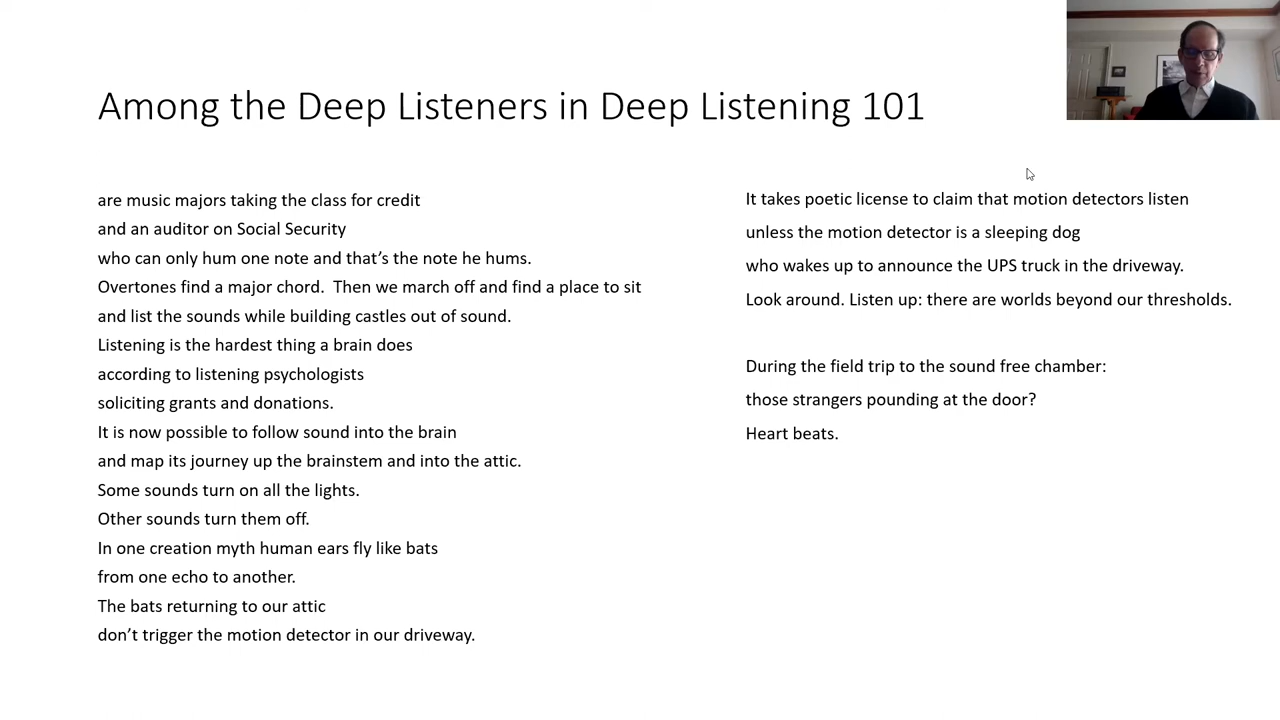 Among the Deep Listeners in Deep Listening 101
are music majors taking the class for credit
and an auditor on Social Security
who can only hum one note and that’s the note he hums.
Overtones find a major chord.  Then we march off and find a place to sit
and list the sounds while building castles out of sound.
Listening is the hardest thing a brain does
according to listening psychologists
soliciting grants and donations.
It is now possible to follow sound into the brain
and map its journey up the brainstem and into the attic.
Some sounds turn on all the lights.
Other sounds turn them off.
In one creation myth human ears fly like bats
from one echo to another.
The bats returning to our attic
don’t trigger the motion detector in our driveway.
It takes poetic license to claim that motion detectors listen
unless the motion detector is a sleeping dog
who wakes up to announce the UPS truck in the driveway.
Look around. Listen up: there are worlds beyond our thresholds.
During the field trip to the sound free chamber:
those strangers pounding at the door?
Heart beats.